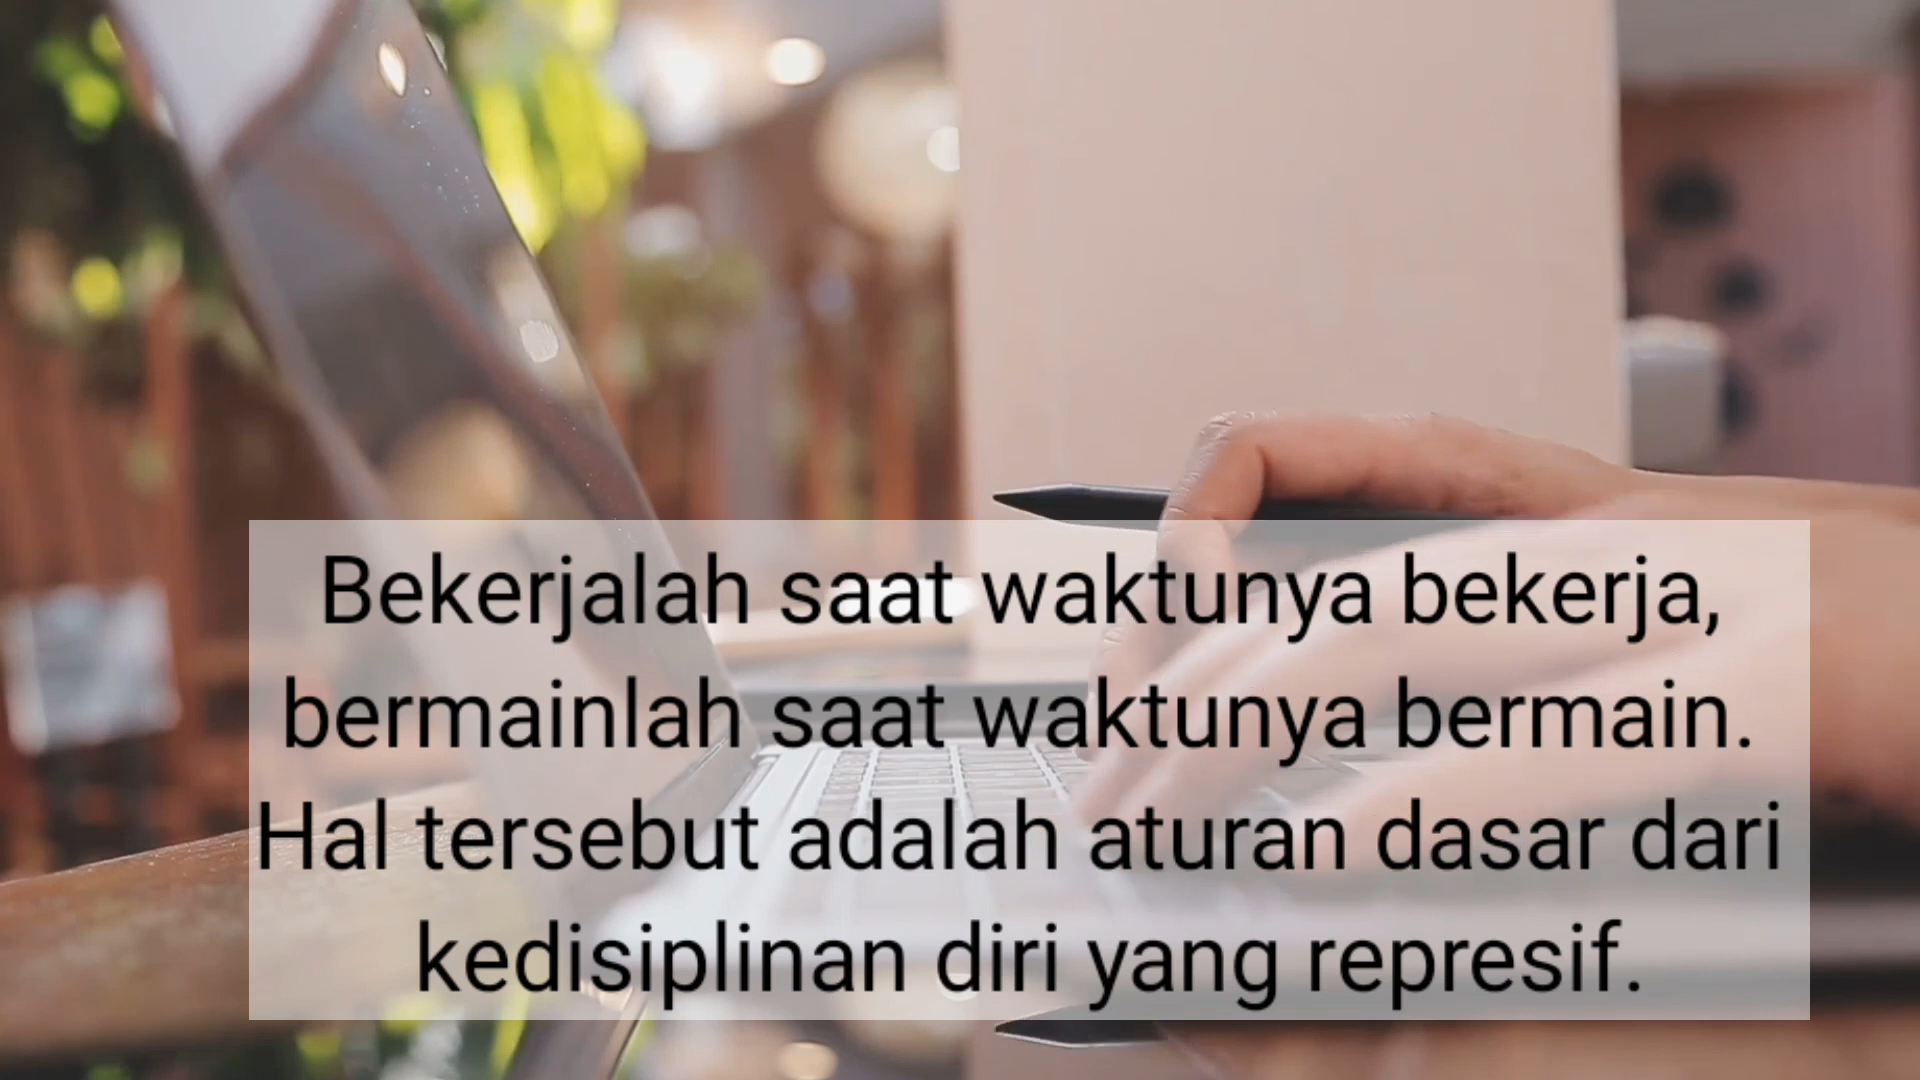 Bekerjalah saat waktunya bekerja,
bermainlah saat waktunya bermain.
Hal tersebut adalah aturan dasar dari
kedisiplinan diri yang represif.